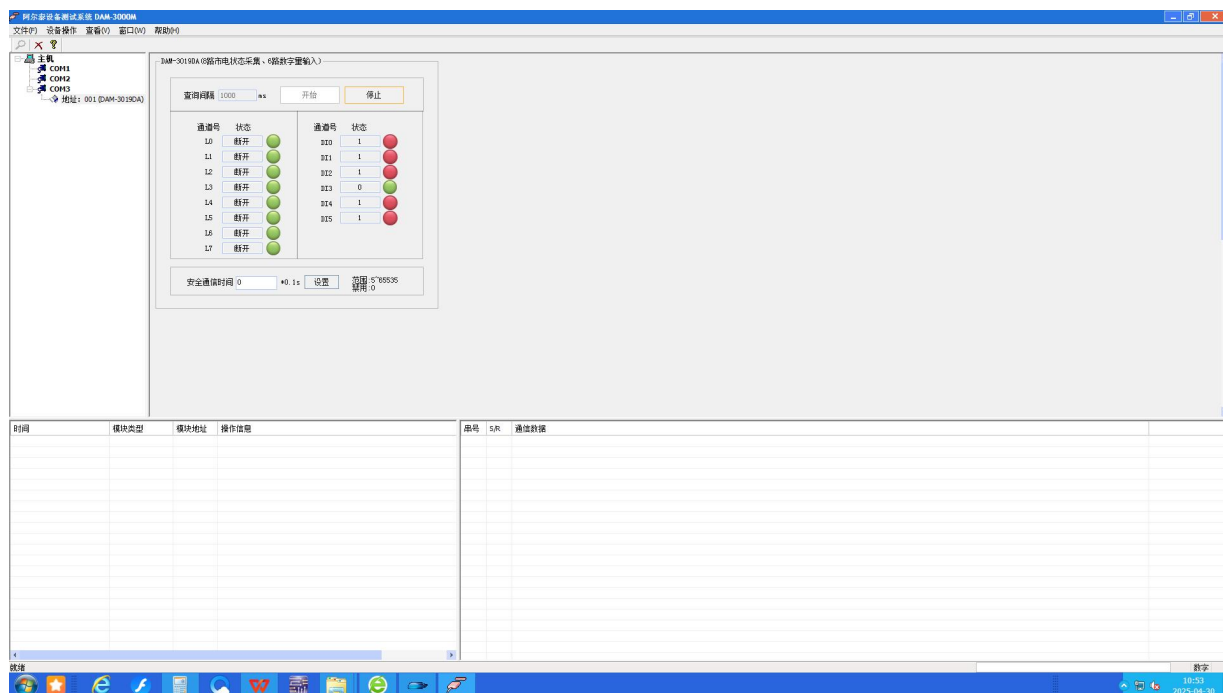 阿尔泰设备测试系统 DAM-3000M
文件(F) 设备操作 查看(V) 窗口(W) 帮助(H)
主机
COM1
COM2
COM3
地址：001 (DAM-3019DA)
DAM-3019DA(8路市电状态采集、6路数字量输入)
查询间隔 1000 ms 开始 停止
通道号 状态 通道号 状态
L0 断开 DI0 1
L1 断开 DI1 1
L2 断开 DI2 1
L3 断开 DI3 0
L4 断开 DI4 1
L5 断开 DI5 1
L6 断开
L7 断开
安全通信时间 0 *0.1s 设置 范围:5~65535
禁用:0
时间 模块类型 模块地址 操作信息 串号 S/R 通信数据
就绪 数字
10:53
2025-04-30